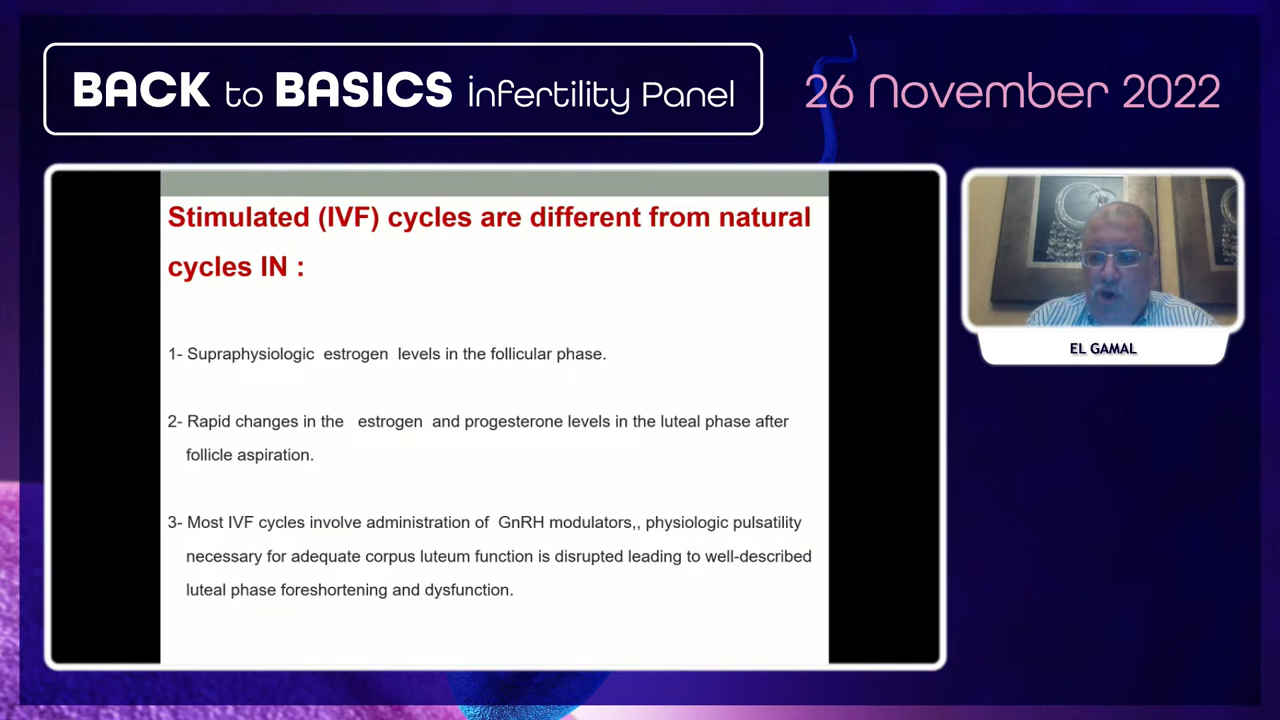 BACK to BASICS infertility Panel
26 November 2022
Stimulated (IVF) cycles are different from natural
cycles IN :
1- Supraphysiologic estrogen levels in the follicular phase.
2- Rapid changes in the estrogen and progesterone levels in the luteal phase after
follicle aspiration.
3- Most IVF cycles involve administration of GnRH modulators,, physiologic pulsatility
necessary for adequate corpus luteum function is disrupted leading to well-described
luteal phase foreshortening and dysfunction.
EL GAMAL